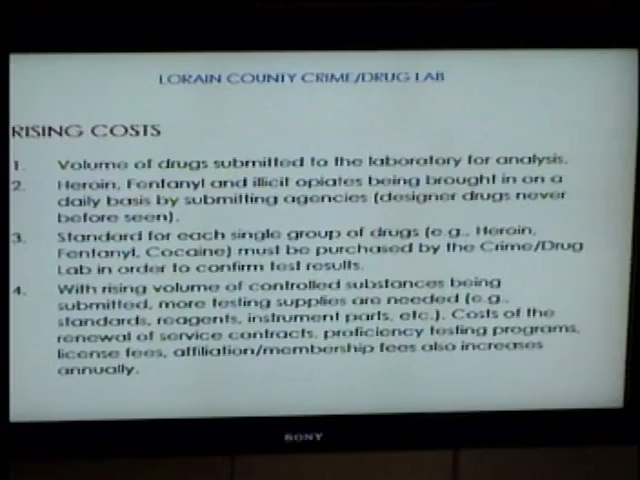 LORAIN COUNTY CRIME/DRUG LAB
RISING COSTS
1. Volume of drugs submitted to the laboratory for analysis.
2. Heroin, Fentanyl and illicit opiates being brought in on a
daily basis by submitting agencies (designer drugs never
before seen).
3. Standard for each single group of drugs (e.g., Heroin,
Fentanyl, Cocaine) must be purchased by the Crime/Drug
Lab in order to confirm test results.
4. With rising volume of controlled substances being
submitted, more testing supplies are needed (e.g.,
standards, reagents, instrument parts, etc.). Costs of the
renewal of service contracts, proficiency testing programs,
license fees, affiliation/membership fees also increases
annually.
SONY